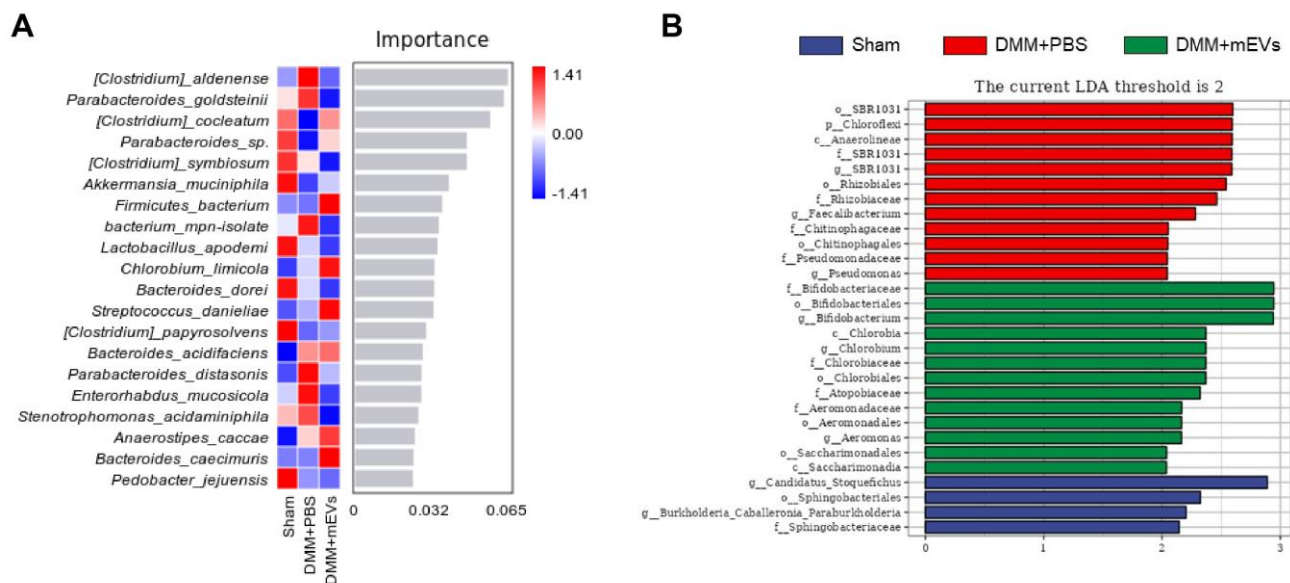 A
Importance
[Clostridium]_aldenense
Parabacteroides_goldsteinii
[Clostridium]_cocleatum
Parabacteroides_sp.
[Clostridium]_symbiosum
Akkermansia_muciniphila
Firmicutes_bacterium
bacterium_mpn-isolate
Lactobacillus_apodemi
Chlorobium_limicola
Bacteroides_dorei
Streptococcus_danieliae
[Clostridium]_papyrosolvens
Bacteroides_acidifaciens
Parabacteroides_distasonis
Enterorhabdus_mucosicola
Stenotrophomonas_acidaminiphila
Anaerostipes_caccae
Bacteroides_caecimuris
Pedobacter_jejuensis
Sham
DMM+PBS
DMM+mEVs
0
0.032
0.065
1.41
0.00
-1.41
B
Sham DMM+PBS DMM+mEVs
The current LDA threshold is 2
o__SBR1031
p__Chloroflexi
c__Anaerolineae
f__SBR1031
g__SBR1031
o__Rhizobiales
f__Rhizobiaceae
g__Faecalibacterium
f__Chitinophagaceae
o__Chitinophagales
f__Pseudomonadaceae
g__Pseudomonas
f__Bifidobacteriaceae
o__Bifidobacteriales
g__Bifidobacterium
c__Chlorobia
g__Chlorobium
f__Chlorobiaceae
o__Chlorobiales
f__Atopobiaceae
f__Aeromonadaceae
o__Aeromonadales
g__Aeromonas
o__Saccharimonadales
c__Saccharimonadia
g__Candidatus_Stoquefichus
o__Sphingobacteriales
g__Burkholderia_Caballeronia_Paraburkholderia
f__Sphingobacteriaceae
0 1 2 3